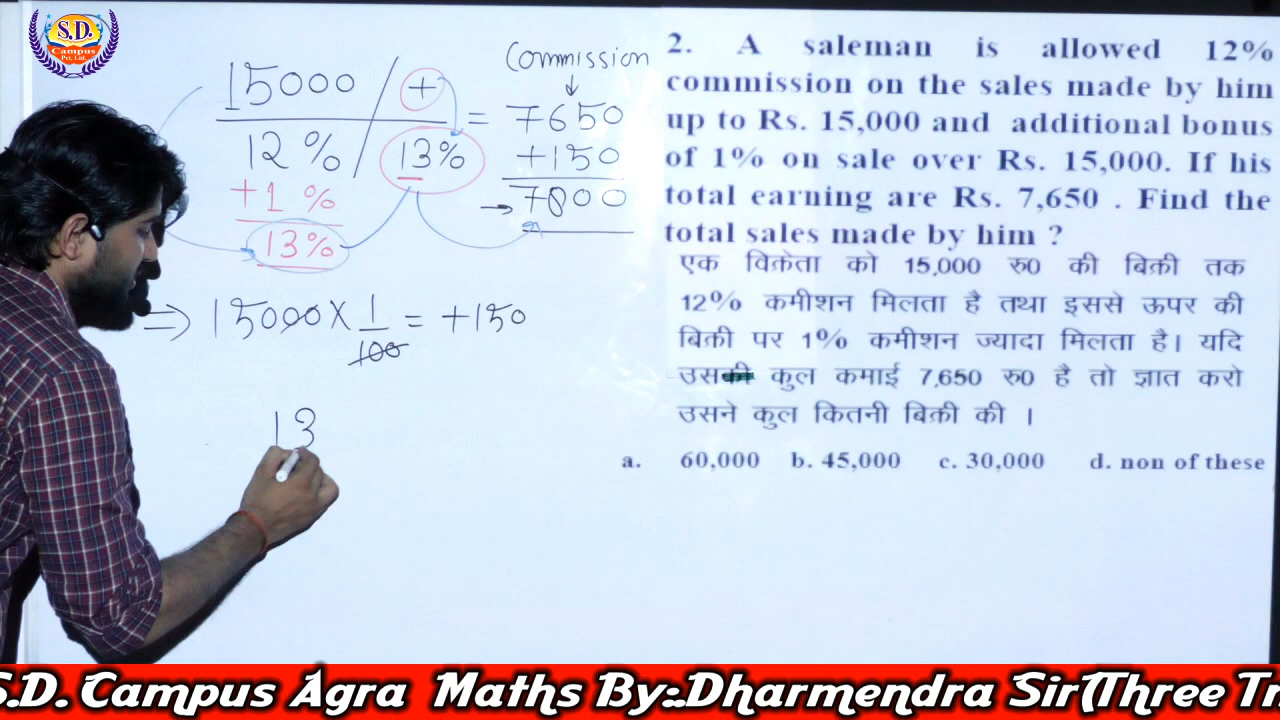 S.D.
Campus
Pvt. Ltd.
15000 / +
12% / 13%
+1 %
13%
Commission
↓
= 7650
+150
→ 7800
⇒ 15000 × 1/100 = +150
13
2. A saleman is allowed 12%
commission on the sales made by him
up to Rs. 15,000 and additional bonus
of 1% on sale over Rs. 15,000. If his
total earning are Rs. 7,650 . Find the
total sales made by him ?
एक विक्रेता को 15,000 रु0 की बिक्री तक
12% कमीशन मिलता है तथा इससे ऊपर की
बिक्री पर 1% कमीशन ज्यादा मिलता है। यदि
उसकी कुल कमाई 7,650 रु0 है तो ज्ञात करो
उसने कुल कितनी बिक्री की ।
a. 60,000 b. 45,000 c. 30,000 d. non of these
S.D. Campus Agra Maths By:-Dharmendra Sir(Three Tr